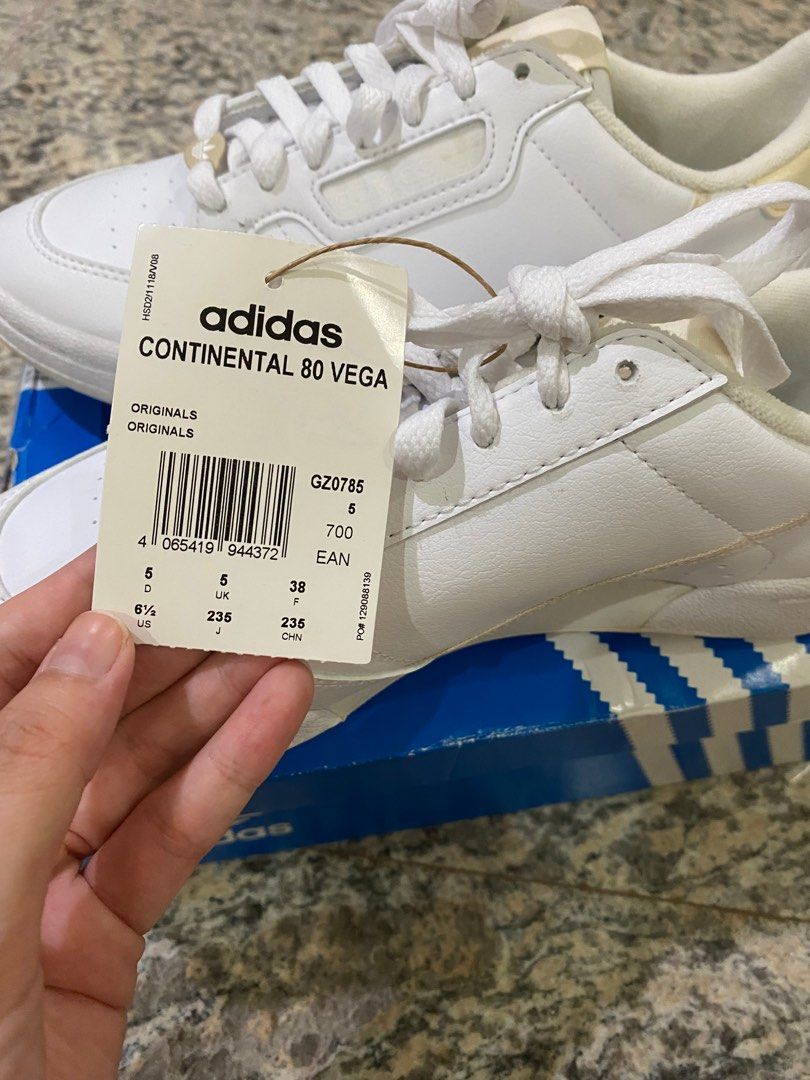 HSD2/1118/V08
adidas
CONTINENTAL 80 VEGA
ORIGINALS
ORIGINALS
GZ0785
5
700
EAN
4 065419 944372
5 5 38
D UK F
6½ 235 235
US J CHN
PO# 129088139
adidas